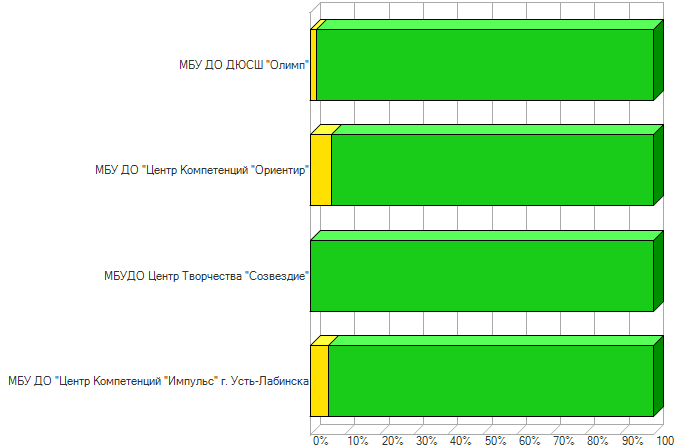 МБУ ДО ДЮСШ "Олимп"
МБУ ДО "Центр Компетенций "Ориентир"
МБУДО Центр Творчества "Созвездие"
МБУ ДО "Центр Компетенций "Импульс" г. Усть-Лабинска
0% 10% 20% 30% 40% 50% 60% 70% 80% 90% 100